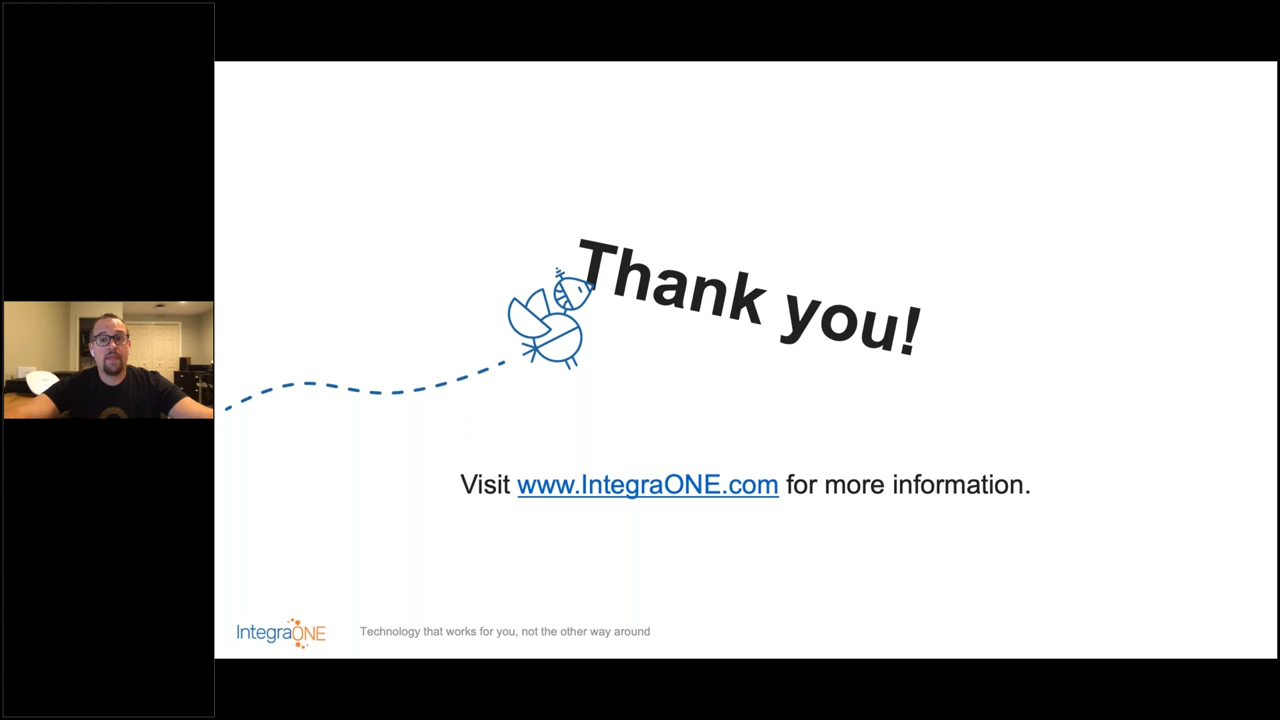 Thank you!
Visit www.IntegraONE.com for more information.
IntegraONE
Technology that works for you, not the other way around